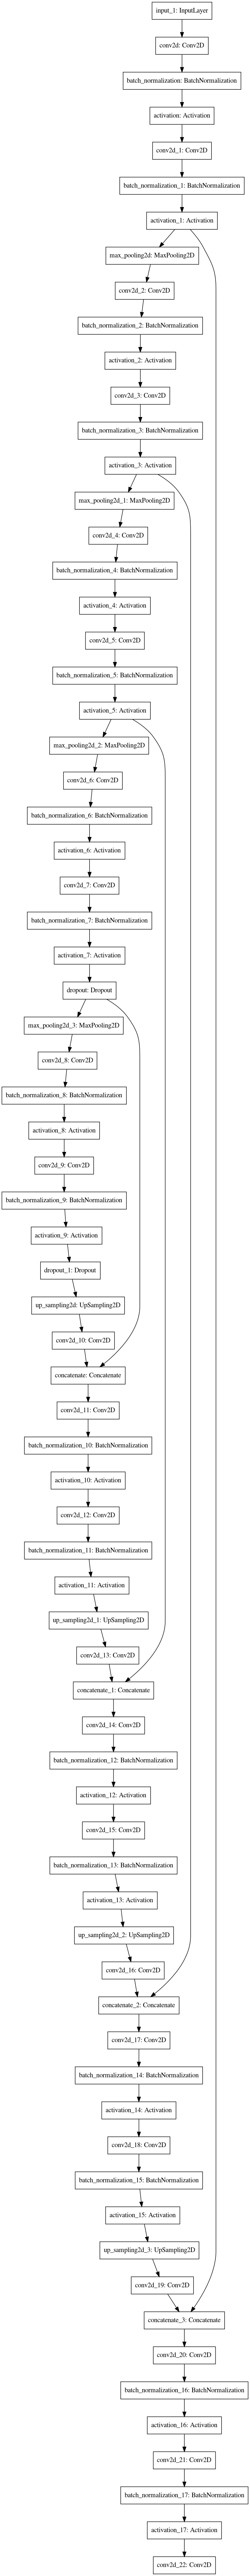 input_1: InputLayer
conv2d: Conv2D
batch_normalization: BatchNormalization
activation: Activation
conv2d_1: Conv2D
batch_normalization_1: BatchNormalization
activation_1: Activation
max_pooling2d: MaxPooling2D
conv2d_2: Conv2D
batch_normalization_2: BatchNormalization
activation_2: Activation
conv2d_3: Conv2D
batch_normalization_3: BatchNormalization
activation_3: Activation
max_pooling2d_1: MaxPooling2D
conv2d_4: Conv2D
batch_normalization_4: BatchNormalization
activation_4: Activation
conv2d_5: Conv2D
batch_normalization_5: BatchNormalization
activation_5: Activation
max_pooling2d_2: MaxPooling2D
conv2d_6: Conv2D
batch_normalization_6: BatchNormalization
activation_6: Activation
conv2d_7: Conv2D
batch_normalization_7: BatchNormalization
activation_7: Activation
dropout: Dropout
max_pooling2d_3: MaxPooling2D
conv2d_8: Conv2D
batch_normalization_8: BatchNormalization
activation_8: Activation
conv2d_9: Conv2D
batch_normalization_9: BatchNormalization
activation_9: Activation
dropout_1: Dropout
up_sampling2d: UpSampling2D
conv2d_10: Conv2D
concatenate: Concatenate
conv2d_11: Conv2D
batch_normalization_10: BatchNormalization
activation_10: Activation
conv2d_12: Conv2D
batch_normalization_11: BatchNormalization
activation_11: Activation
up_sampling2d_1: UpSampling2D
conv2d_13: Conv2D
concatenate_1: Concatenate
conv2d_14: Conv2D
batch_normalization_12: BatchNormalization
activation_12: Activation
conv2d_15: Conv2D
batch_normalization_13: BatchNormalization
activation_13: Activation
up_sampling2d_2: UpSampling2D
conv2d_16: Conv2D
concatenate_2: Concatenate
conv2d_17: Conv2D
batch_normalization_14: BatchNormalization
activation_14: Activation
conv2d_18: Conv2D
batch_normalization_15: BatchNormalization
activation_15: Activation
up_sampling2d_3: UpSampling2D
conv2d_19: Conv2D
concatenate_3: Concatenate
conv2d_20: Conv2D
batch_normalization_16: BatchNormalization
activation_16: Activation
conv2d_21: Conv2D
batch_normalization_17: BatchNormalization
activation_17: Activation
conv2d_22: Conv2D